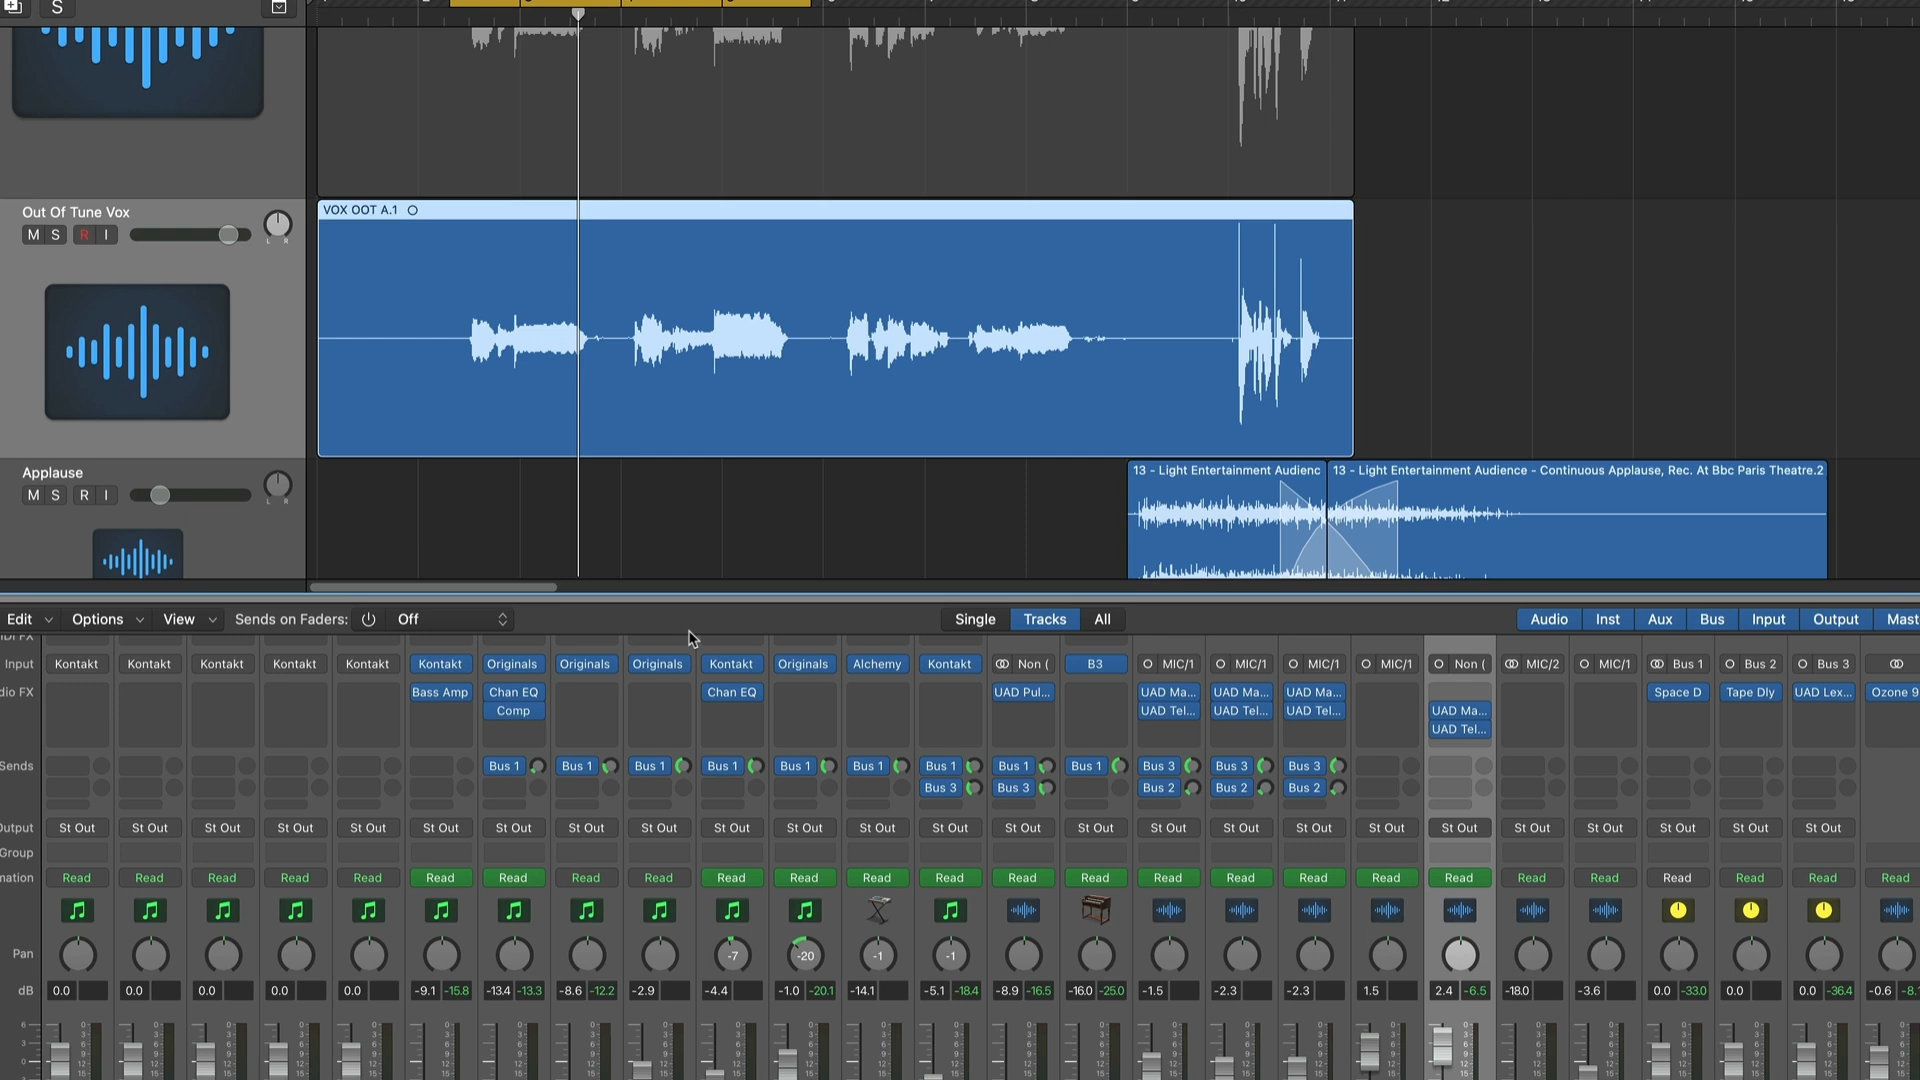 S
Out Of Tune Vox
M S R I
L R
VOX OOT A.1
Applause
M S R I
L R
13 - Light Entertainment Audienc
13 - Light Entertainment Audience - Continuous Applause, Rec. At Bbc Paris Theatre.2
Edit Options View Sends on Faders: Off Single Tracks All Audio Inst Aux Bus Input Output Mast
Input Kontakt Kontakt Kontakt Kontakt Kontakt Kontakt Originals Originals Originals Kontakt Originals Alchemy Kontakt Non ( B3 MIC/1 MIC/1 MIC/1 MIC/1 Non ( MIC/2 MIC/1 Bus 1 Bus 2 Bus 3
dio FX Bass Amp Chan EQ Chan EQ UAD Pul... UAD Ma... UAD Ma... UAD Ma... Space D Tape Dly UAD Lex... Ozone 9
Comp UAD Tel... UAD Tel... UAD Tel... UAD Ma...
UAD Tel...
Sends Bus 1 Bus 1 Bus 1 Bus 1 Bus 1 Bus 1 Bus 1 Bus 1 Bus 1 Bus 3 Bus 3 Bus 3
Bus 3 Bus 3 Bus 2 Bus 2 Bus 2
Output St Out St Out St Out St Out St Out St Out St Out St Out St Out St Out St Out St Out St Out St Out St Out St Out St Out St Out St Out St Out St Out St Out St Out St Out St Out
Group
mation Read Read Read Read Read Read Read Read Read Read Read Read Read Read Read Read Read Read Read Read Read Read Read Read Read Read
Pan -7 -20 -1 -1
dB 0.0 0.0 0.0 0.0 0.0 -9.1 -15.8 -13.4 -13.3 -8.6 -12.2 -2.9 -4.4 -1.0 -20.1 -14.1 -5.1 -18.4 -8.9 -16.5 -16.0 -25.0 -1.5 -2.3 -2.3 1.5 2.4 -6.5 -18.0 -3.6 0.0 -33.0 0.0 0.0 -36.4 -0.6 -8.